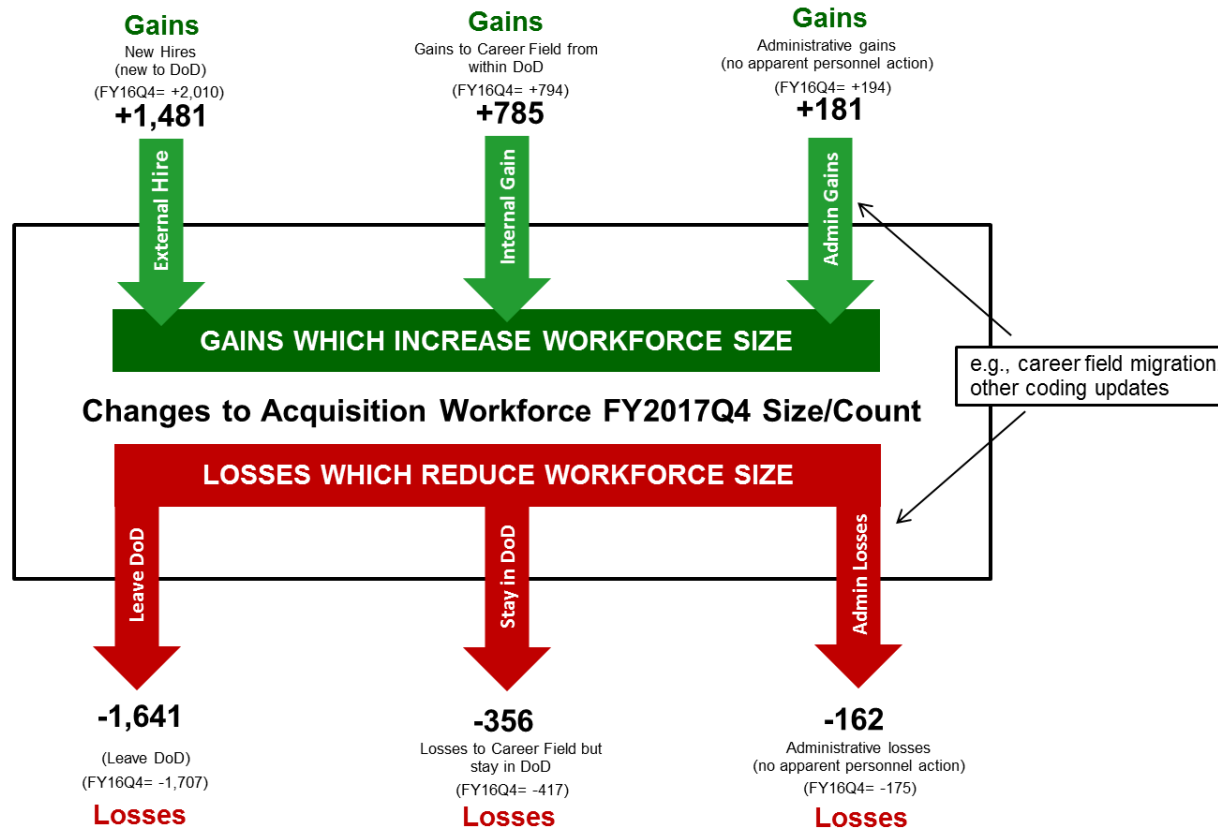 Gains
New Hires
(new to DoD)
(FY16Q4= +2,010)
+1,481
Gains
Gains to Career Field from
within DoD
(FY16Q4= +794)
+785
Gains
Administrative gains
(no apparent personnel action)
(FY16Q4= +194)
+181
External Hire
Internal Gain
Admin Gains
GAINS WHICH INCREASE WORKFORCE SIZE
e.g., career field migration
other coding updates
Changes to Acquisition Workforce FY2017Q4 Size/Count
LOSSES WHICH REDUCE WORKFORCE SIZE
Leave DoD
Stay in DoD
Admin Losses
-1,641
(Leave DoD)
(FY16Q4= -1,707)
Losses
-356
Losses to Career Field but
stay in DoD
(FY16Q4= -417)
Losses
-162
Administrative losses
(no apparent personnel action)
(FY16Q4= -175)
Losses